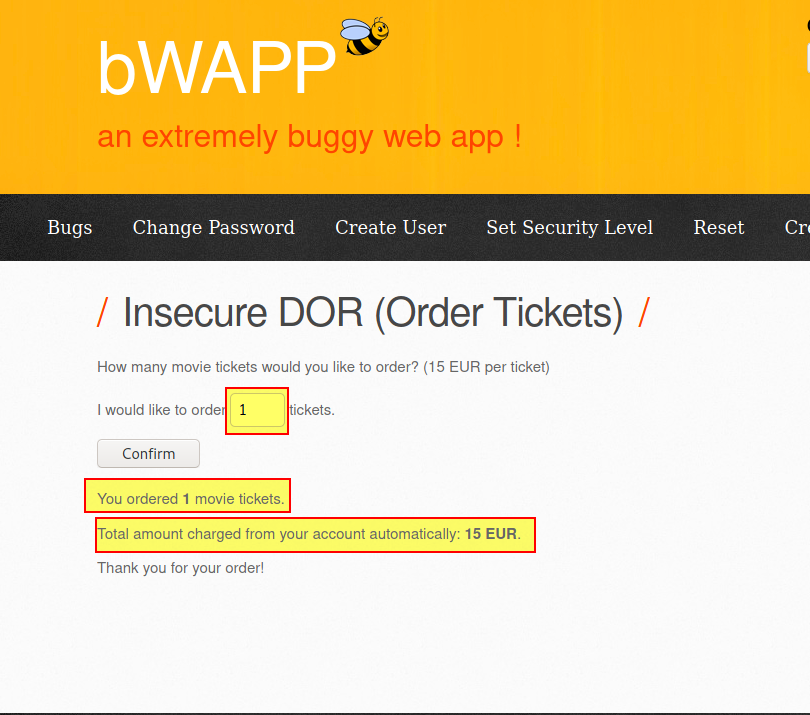 bWAPP
an extremely buggy web app !
Bugs Change Password Create User Set Security Level Reset
/ Insecure DOR (Order Tickets) /
How many movie tickets would you like to order? (15 EUR per ticket)
I would like to order 1 tickets.
Confirm
You ordered 1 movie tickets.
Total amount charged from your account automatically: 15 EUR.
Thank you for your order!